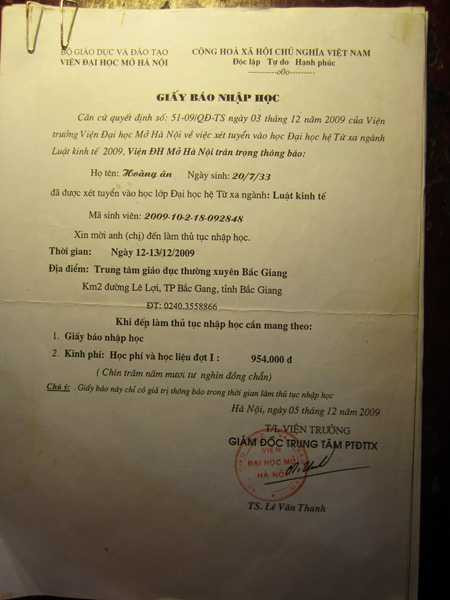 BỘ GIÁO DỤC VÀ ĐÀO TẠO CỘNG HOÀ XÃ HỘI CHỦ NGHĨA VIỆT NAM
VIỆN ĐẠI HỌC MỞ HÀ NỘI Độc lập Tự do Hạnh phúc
----------o0o----------
GIẤY BÁO NHẬP HỌC
Căn cứ quyết định số: 51-09/QĐ-TS ngày 03 tháng 12 năm 2009 của Viện
trưởng Viện Đại học Mở Hà Nội về việc xét tuyển vào học Đại học hệ Từ xa ngành
Luật kinh tế 2009, Viện ĐH Mở Hà Nội trân trọng thông báo:
Họ tên: Hoàng ân Ngày sinh: 20/7/33
đã được xét tuyển vào học lớp Đại học hệ Từ xa ngành: Luật kinh tế
Mã sinh viên: 2009-10-2-18-092848
Xin mời anh (chị) đến làm thủ tục nhập học.
Thời gian: Ngày 12-13/12/2009
Địa điểm: Trung tâm giáo dục thường xuyên Bắc Giang
Km2 đường Lê Lợi, TP Bắc Gang, tỉnh Bắc Giang
ĐT: 0240.3558866
Khi đến làm thủ tục nhập học cần mang theo:
1. Giấy báo nhập học
2. Kinh phí: Học phí và học liệu đợt I : 954.000 đ
( Chín trăm năm mươi tư nghìn đồng chẵn)
Chú ý: Giấy báo này chỉ có giá trị thông báo trong thời gian làm thủ tục nhập học
Hà Nội, ngày 05 tháng 12 năm 2009
T/L VIỆN TRƯỞNG
GIÁM ĐỐC TRUNG TÂM PTĐTTX
VIỆN
ĐẠI HỌC MỞ
HÀ NỘI
TS. Lê Văn Thanh